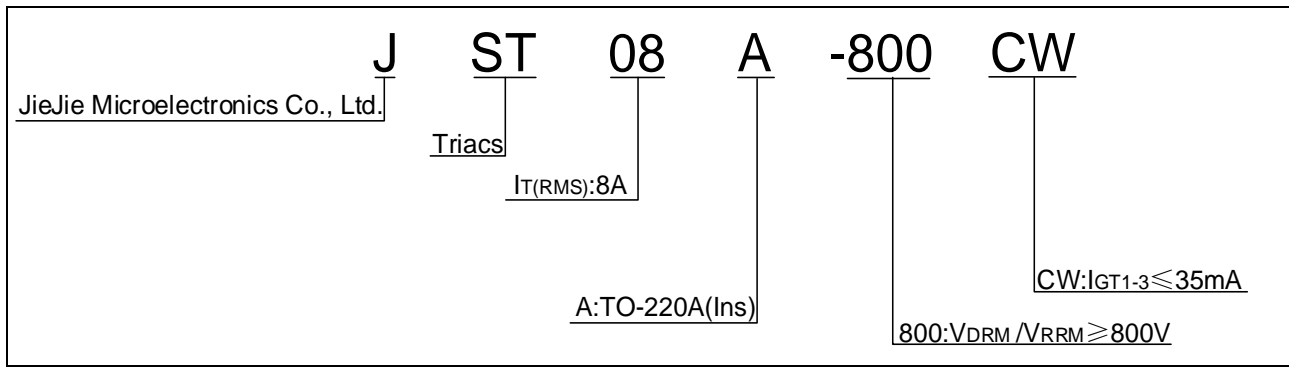 J ST 08 A -800 CW
JieJie Microelectronics Co., Ltd.
Triacs
IT(RMS):8A
CW:IGT1-3≤35mA
A:TO-220A(Ins)
800:VDRM /VRRM≥800V